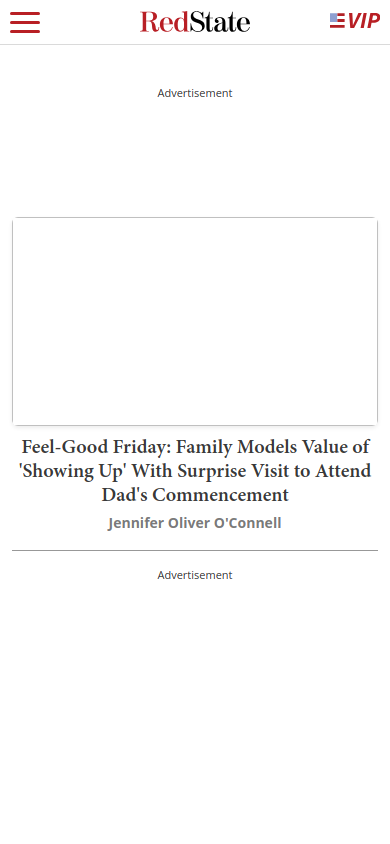 RedState
VIP
Advertisement
Feel-Good Friday: Family Models Value of
'Showing Up' With Surprise Visit to Attend
Dad's Commencement
Jennifer Oliver O'Connell
Advertisement